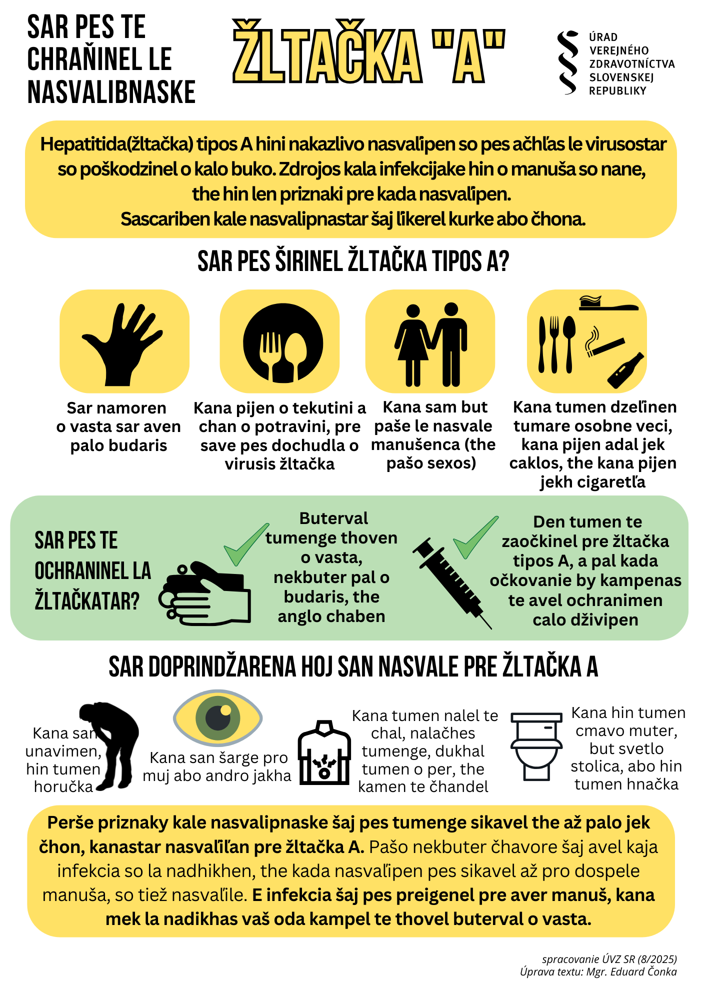 SAR PES TE
CHRAŇINEL LE
NASVALIBNASKE
ŽLTAČKA "A"
ÚRAD
VEREJNÉHO
ZDRAVOTNÍCTVA
SLOVENSKEJ
REPUBLIKY
Hepatitida(žltačka) tipos A hini nakazlivo nasvaľipen so pes ačhľas le virusostar
so poškodzinel o kalo buko. Zdrojos kala infekcijake hin o manuša so nane,
the hin len priznaki pre kada nasvaľipen.
Sascariben kale nasvalipnastar šaj ľikerel kurke abo čhona.
SAR PES ŠIRINEL ŽLTAČKA TIPOS A?
Sar namoren
o vasta sar aven
palo budaris
Kana pijen o tekutini a
chan o potravini, pre
save pes dochudla o
virusis žltačka
Kana sam but
paše le nasvale
manušenca (the
pašo sexos)
Kana tumen dzeľinen
tumare osobne veci,
kana pijen adal jek
caklos, the kana pijen
jekh cigaretľa
SAR PES TE
OCHRANINEL LA
ŽLTAČKATAR?
Buterval
tumenge thoven
o vasta,
nekbuter pal o
budaris, the
anglo chaben
Den tumen te
zaočkinel pre žltačka
tipos A, a pal kada
očkovanie by kampenas
te avel ochranimen
calo dživipen
SAR DOPRINDŽARENA HOJ SAN NASVALE PRE ŽLTAČKA A
Kana san
unavimen,
hin tumen
horučka
Kana san šarge pro
muj abo andro jakha
Kana tumen nalel te
chal, nalačhes
tumenge, dukhal
tumen o per, the
kamen te čhandel
Kana hin tumen
cmavo muter,
but svetlo
stolica, abo hin
tumen hnačka
Perše priznaky kale nasvalipnaske šaj pes tumenge sikavel the až palo jek
čhon, kanastar nasvaľiľan pre žltačka A. Pašo nekbuter čhavore šaj avel kaja
infekcia so la nadhikhen, the kada nasvaľipen pes sikavel až pro dospele
manuša, so tiež nasvaľile. E infekcia šaj pes preigenel pre aver manuš, kana
mek la nadikhas vaš oda kampel te thovel buterval o vasta.
spracovanie ÚVZ SR (8/2025)
Úprava textu: Mgr. Eduard Čonka